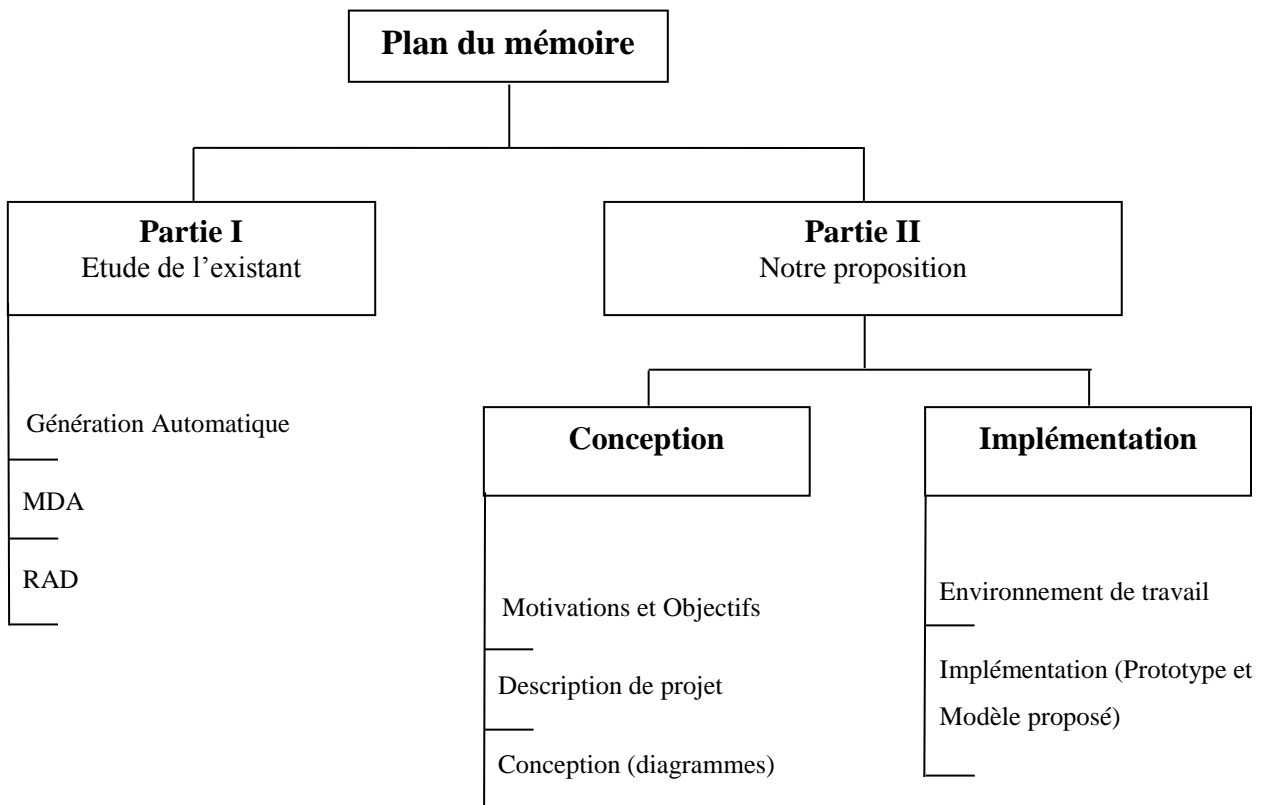 Plan du mémoire
Partie I
Etude de l’existant
Génération Automatique
MDA
RAD
Partie II
Notre proposition
Conception
Motivations et Objectifs
Description de projet
Conception (diagrammes)
Implémentation
Environnement de travail
Implémentation (Prototype et
Modèle proposé)